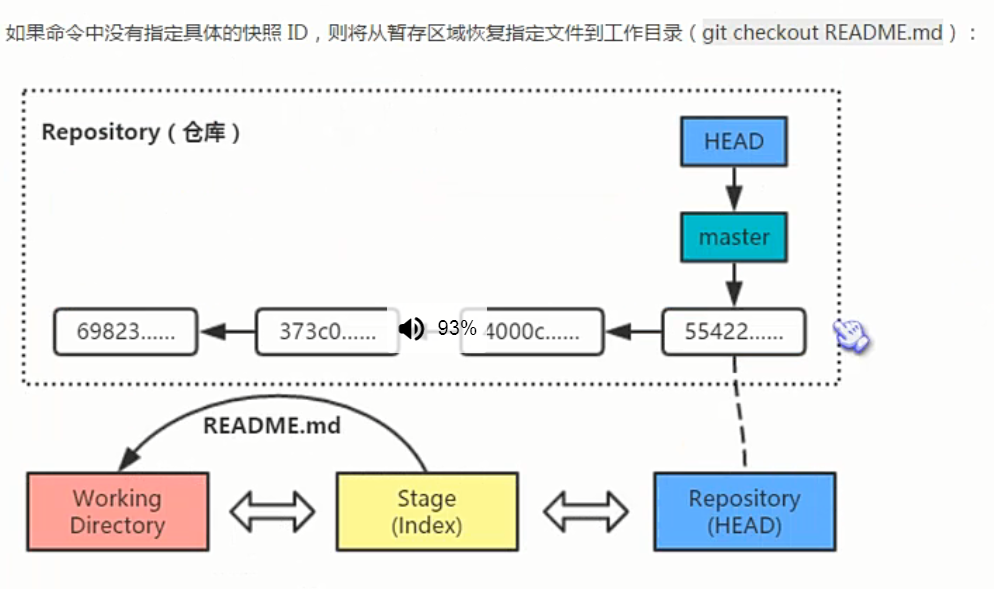 如果命令中没有指定具体的快照 ID，则将从暂存区域恢复指定文件到工作目录（git checkout README.md）：
Repository（仓库）
HEAD
master
69823......
373c0......
93%
4000c......
55422......
README.md
Working
Directory
Stage
(Index)
Repository
(HEAD)